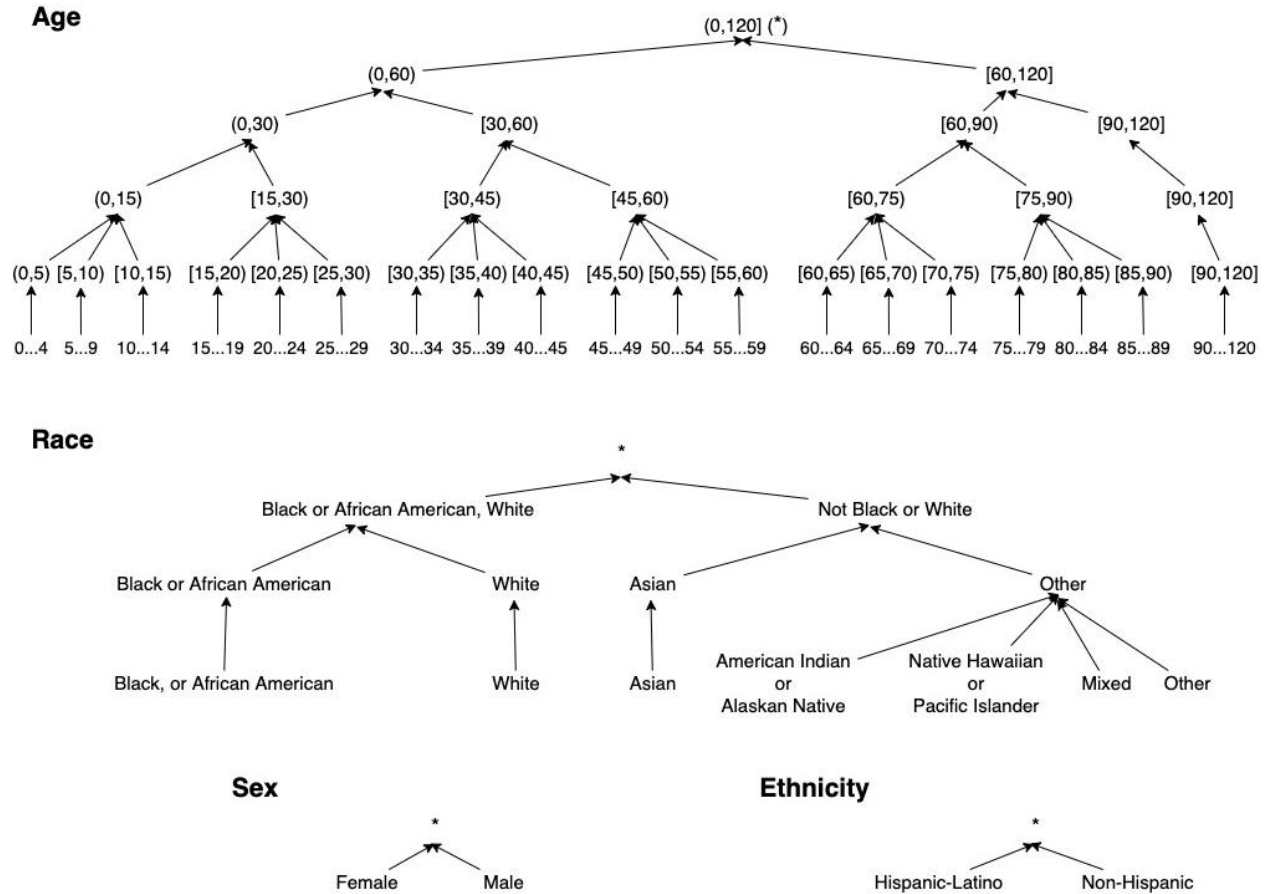 Age
(0,120] (*)
(0,60) [60,120]
(0,30) [30,60) [60,90) [90,120]
(0,15) [15,30) [30,45) [45,60) [60,75) [75,90) [90,120]
(0,5) [5,10) [10,15) [15,20) [20,25) [25,30) [30,35) [35,40) [40,45) [45,50) [50,55) [55,60) [60,65) [65,70) [70,75) [75,80) [80,85) [85,90) [90,120]
0...4 5...9 10...14 15...19 20...24 25...29 30...34 35...39 40...45 45...49 50...54 55...59 60...64 65...69 70...74 75...79 80...84 85...89 90...120
Race
*
Black or African American, White Not Black or White
Black or African American White Asian Other
Black, or African American White Asian
American Indian
or
Alaskan Native
Native Hawaiian
or
Pacific Islander
Mixed Other
Sex
*
Female Male
Ethnicity
*
Hispanic-Latino Non-Hispanic